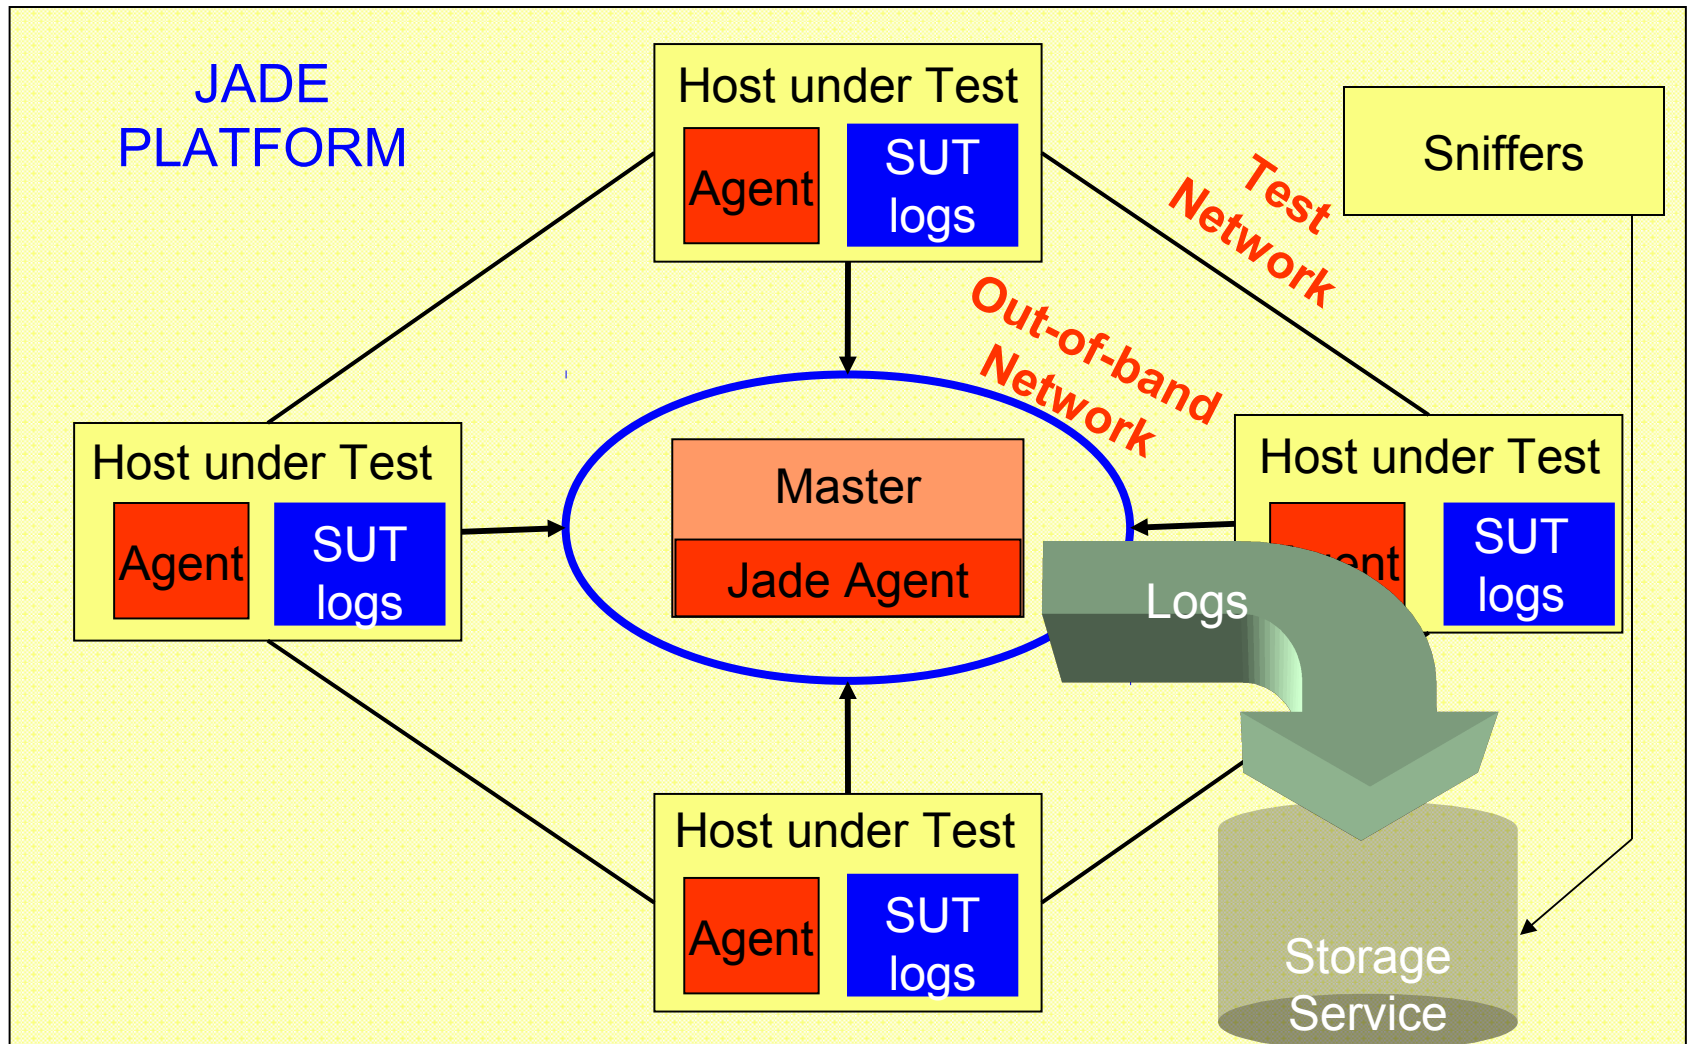 JADE
PLATFORM
Host under Test
Agent
SUT
logs
Sniffers
Test
Network
Out-of-band
Network
Host under Test
Agent
SUT
logs
Master
Jade Agent
Host under Test
SUT
logs
Logs
Host under Test
Agent
SUT
logs
Storage
Service